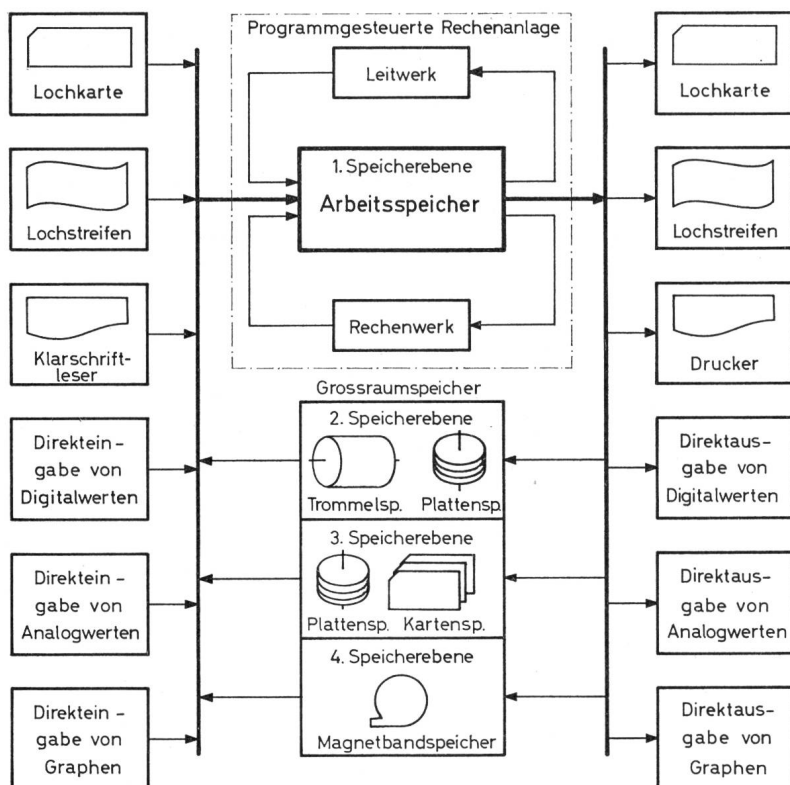 Lochkarte
Lochstreifen
Klarschrift-
leser
Direktein-
gabe von
Digitalwerten
Direktein-
gabe von
Analogwerten
Direktein-
gabe von
Graphen
Programmgesteuerte Rechenanlage
Leitwerk
1. Speicherebene
Arbeitsspeicher
Rechenwerk
Grossraumspeicher
2. Speicherebene
Trommelsp. Plattensp.
3. Speicherebene
Plattensp. Kartensp.
4. Speicherebene
Magnetbandspeicher
Lochkarte
Lochstreifen
Drucker
Direktaus-
gabe von
Digitalwerten
Direktaus-
gabe von
Analogwerten
Direktaus-
gabe von
Graphen